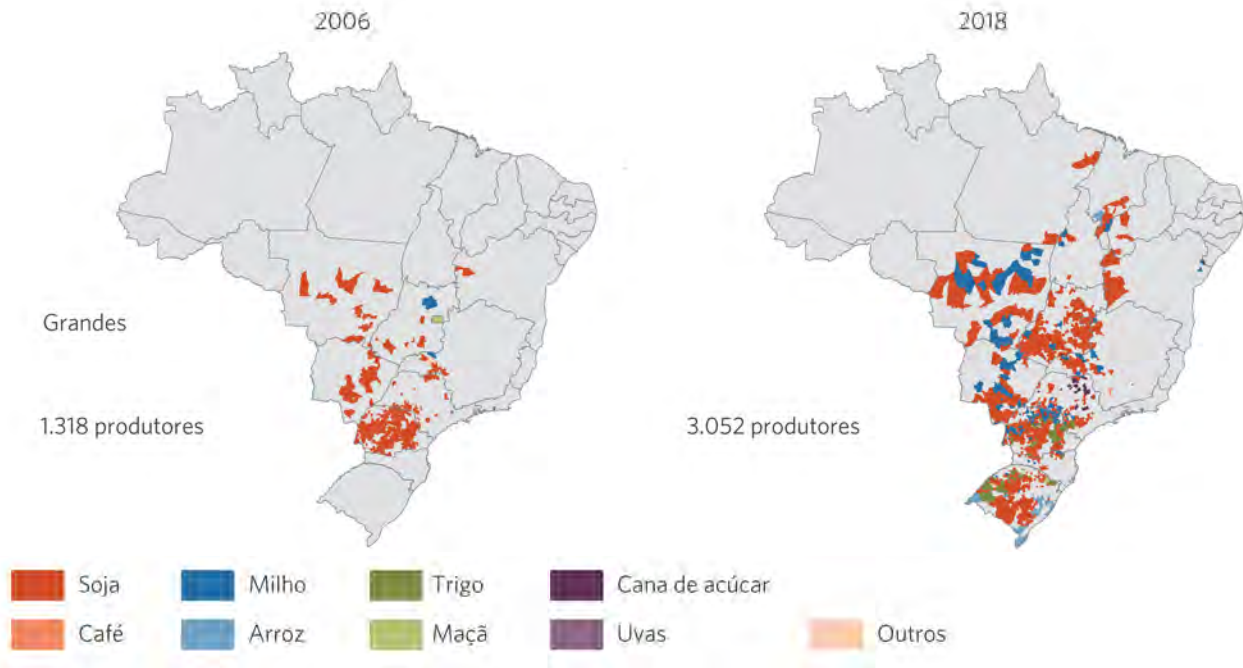 2006
2018
Grandes
1.318 produtores
3.052 produtores
Soja
Milho
Trigo
Cana de acúcar
Café
Arroz
Maçã
Uvas
Outros